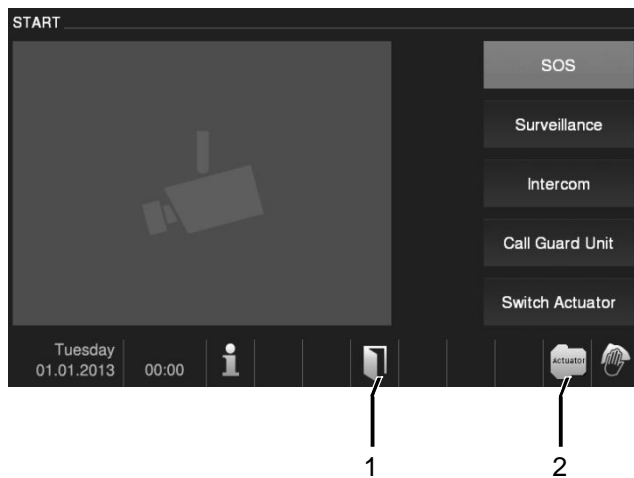 START
SOS
Surveillance
Intercom
Call Guard Unit
Switch Actuator
Tuesday
01.01.2013
00:00
i
Actuator
1
2